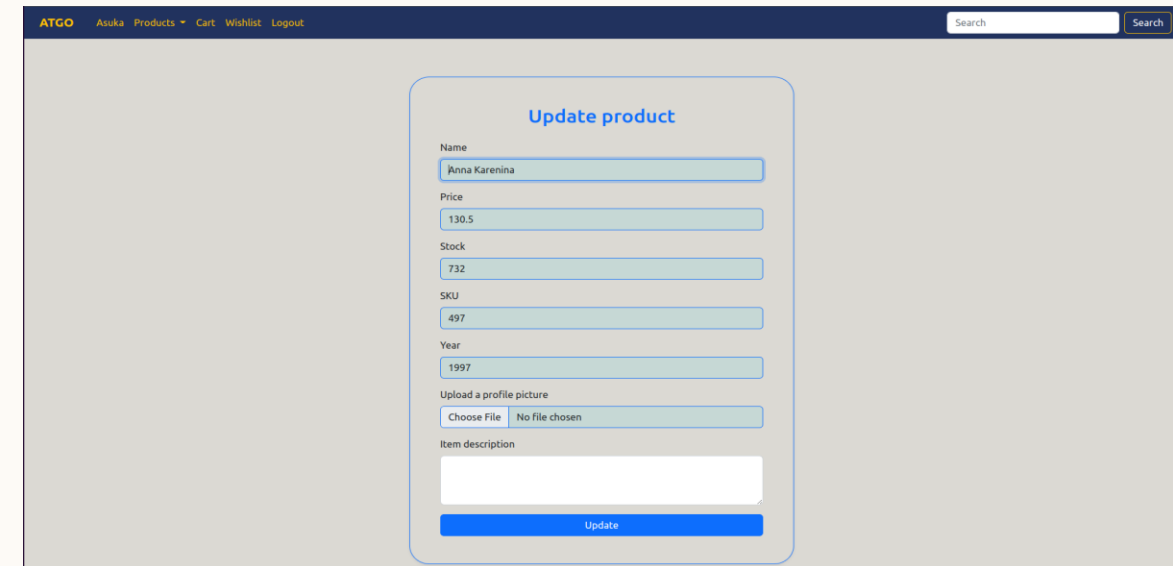 ATGO Asuka Products Cart Wishlist Logout Search Search
Update product
Name
Anna Karenina
Price
130.5
Stock
732
SKU
497
Year
1997
Upload a profile picture
Choose File No file chosen
Item description
Update